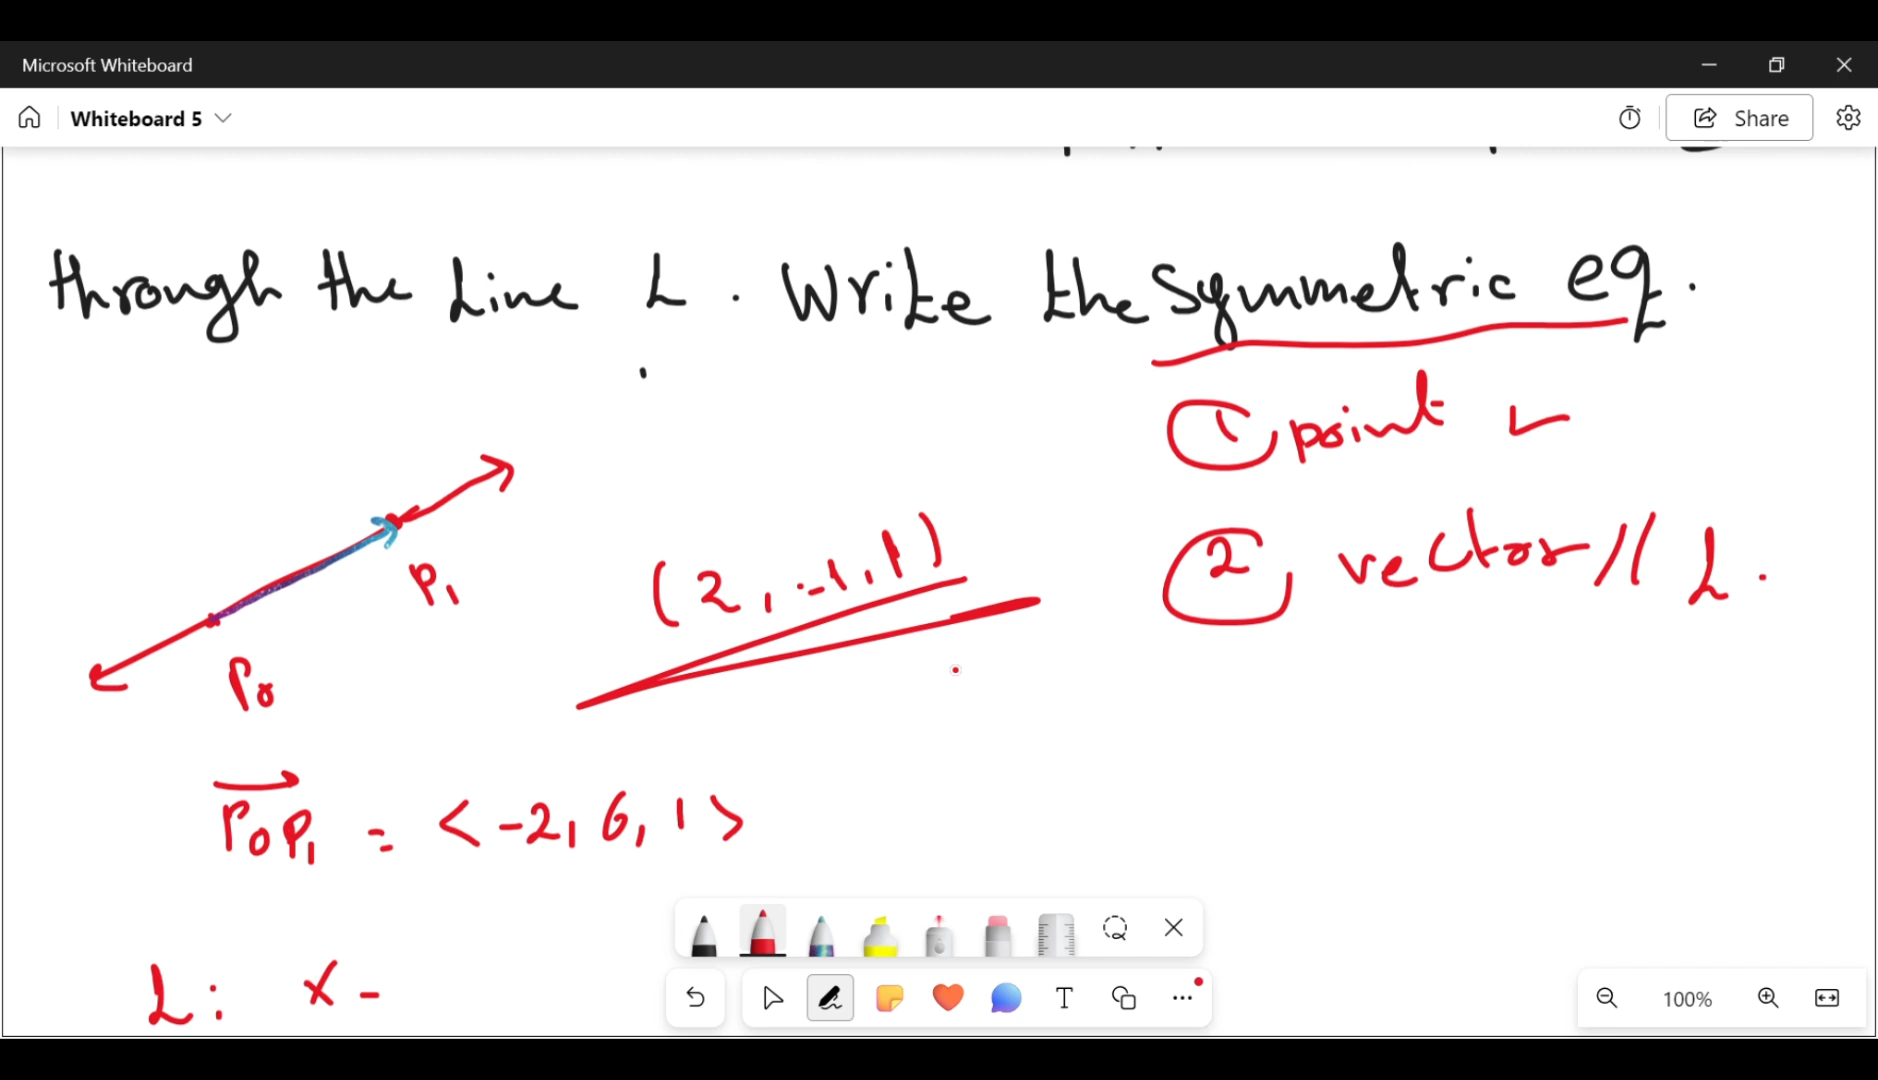 Microsoft Whiteboard
Whiteboard 5
Share
through the Line L. Write the symmetric eq.
① point ✓
② vector // L.
(2, -1, 1)
P₁
P₀
P₀P₁ = < -2, 6, 1 >
L: x -
T
100%